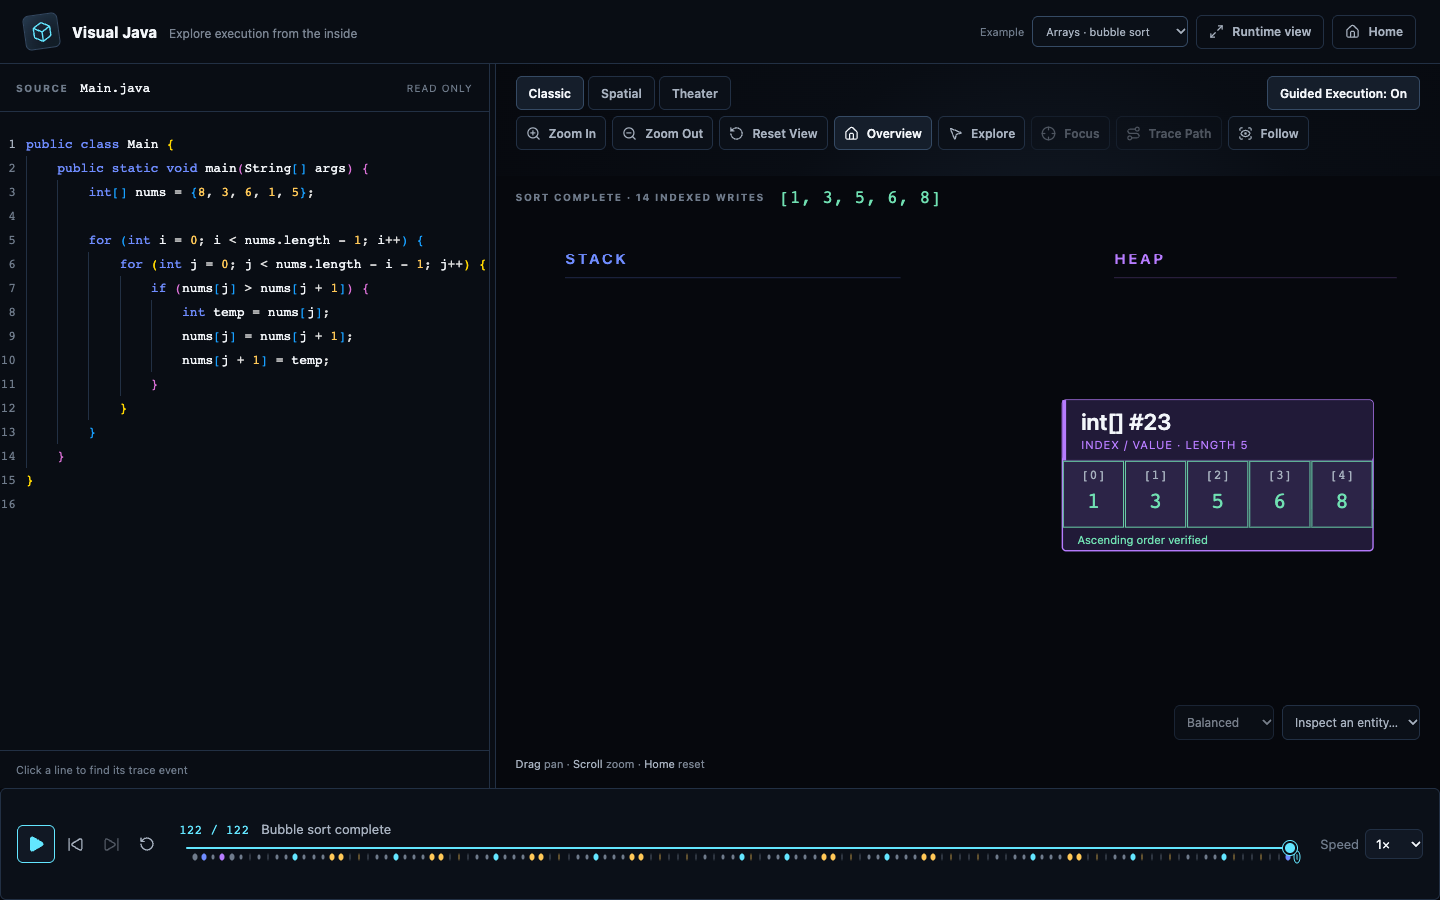 Visual Java Explore execution from the inside
Example Arrays · bubble sort Runtime view Home
SOURCE Main.java READ ONLY
1 public class Main {
2     public static void main(String[] args) {
3         int[] nums = {8, 3, 6, 1, 5};
4
5         for (int i = 0; i < nums.length - 1; i++) {
6             for (int j = 0; j < nums.length - i - 1; j++) {
7                 if (nums[j] > nums[j + 1]) {
8                     int temp = nums[j];
9                     nums[j] = nums[j + 1];
10                     nums[j + 1] = temp;
11                 }
12             }
13         }
14     }
15 }
16
Click a line to find its trace event
Classic Spatial Theater Guided Execution: On
Zoom In Zoom Out Reset View Overview Explore Focus Trace Path Follow
SORT COMPLETE · 14 INDEXED WRITES [1, 3, 5, 6, 8]
STACK HEAP
int[] #23
INDEX / VALUE · LENGTH 5
[0] [1] [2] [3] [4]
1 3 5 6 8
Ascending order verified
Balanced Inspect an entity...
Drag pan · Scroll zoom · Home reset
122 / 122 Bubble sort complete
Speed 1×